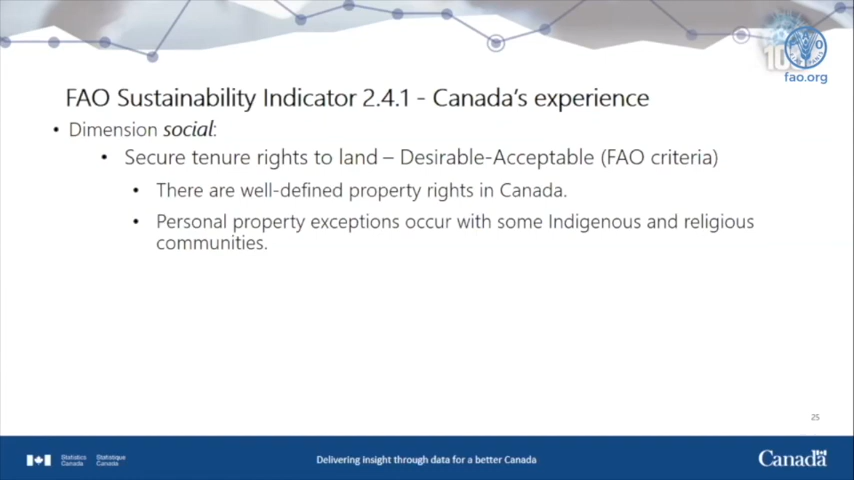 100
FAO
fao.org
FAO Sustainability Indicator 2.4.1 - Canada's experience
• Dimension social:
• Secure tenure rights to land – Desirable-Acceptable (FAO criteria)
• There are well-defined property rights in Canada.
• Personal property exceptions occur with some Indigenous and religious
communities.
25
Statistics Statistique
Canada Canada
Delivering insight through data for a better Canada
Canada